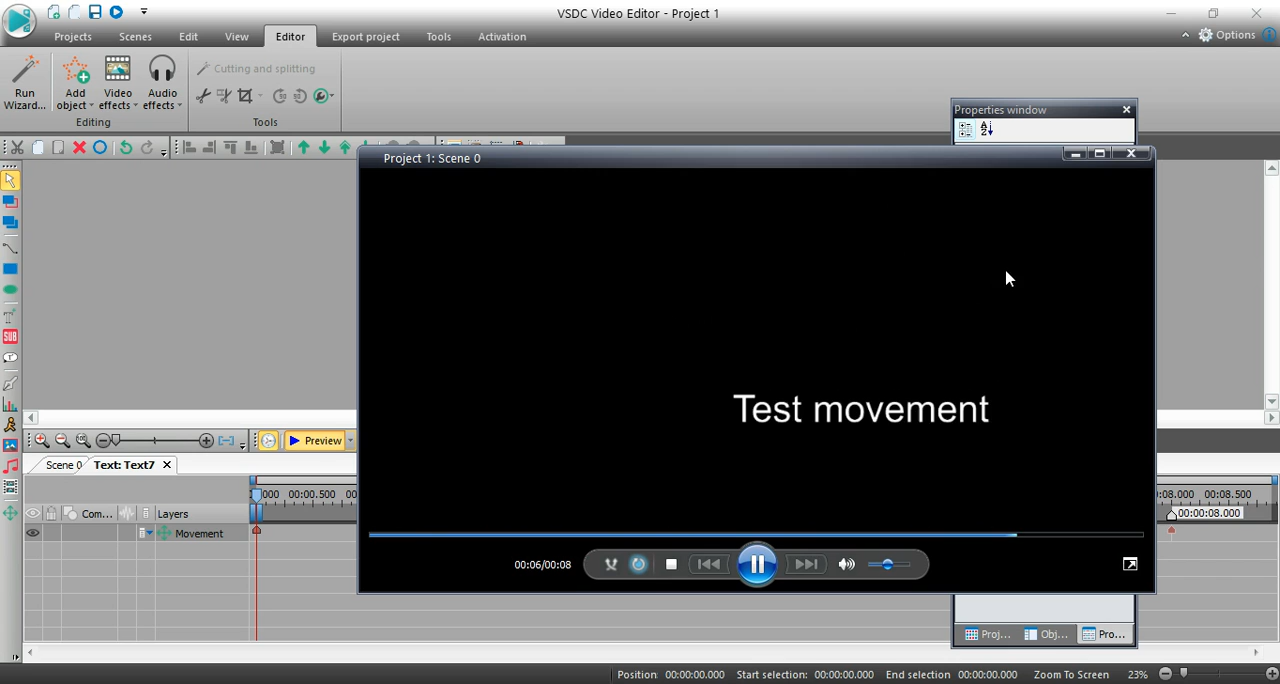 VSDC Video Editor - Project 1
Projects Scenes Edit View Editor Export project Tools Activation Options
Run Wizard...
Add object
Video effects
Audio effects
Cutting and splitting
Editing
Tools
Properties window
Project 1: Scene 0
Test movement
SUB
Preview
Scene 0 Text: Text7
000 00:00.500 00 :08.000 00:08.500
00:00:08.000
Com... Layers
Movement
00:06/00:08
Proj... Obj... Pro...
Position: 00:00:00.000 Start selection: 00:00:00.000 End selection 00:00:00.000 Zoom To Screen 23%